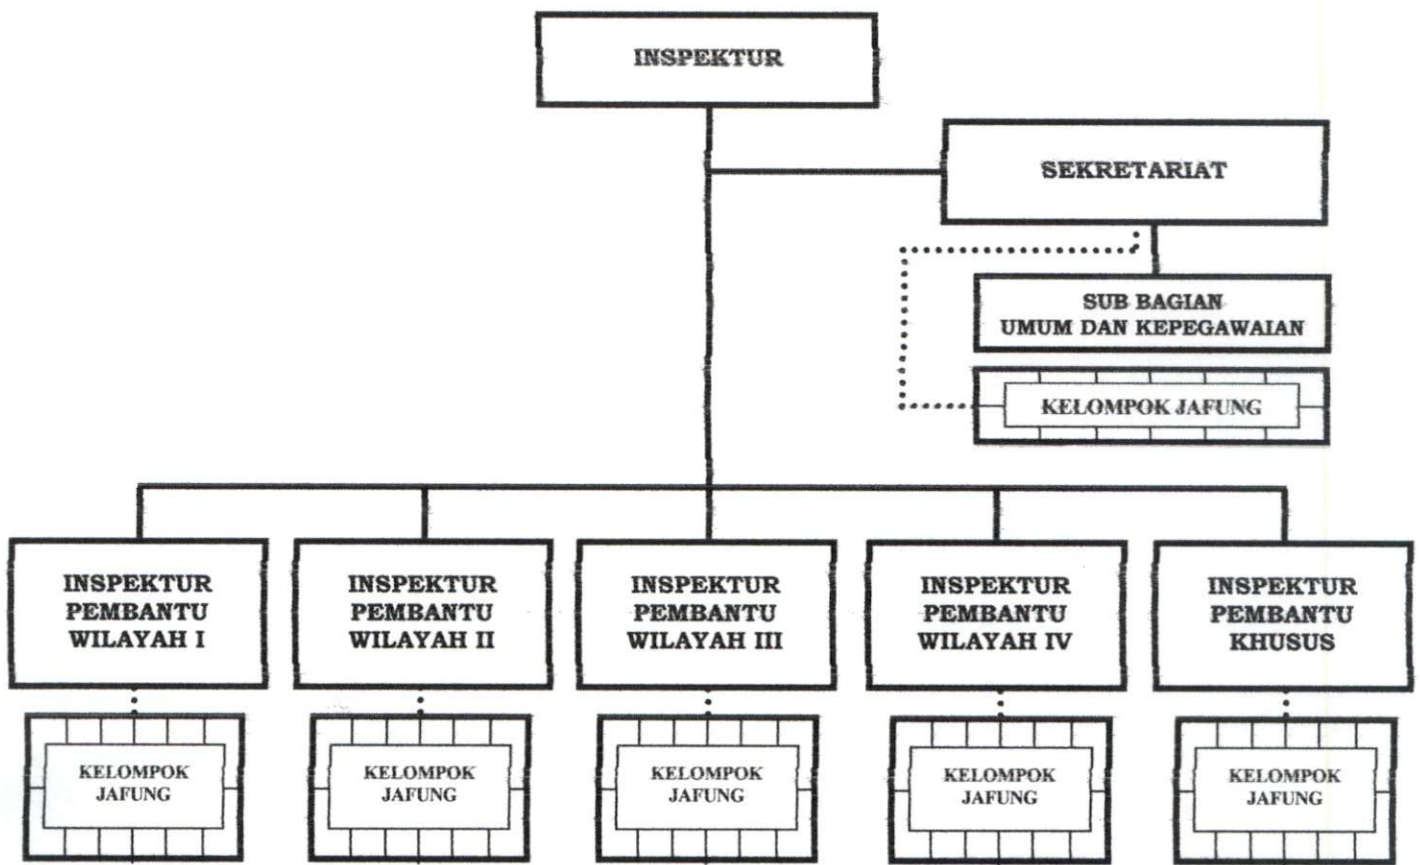 INSPEKTUR
SEKRETARIAT
SUB BAGIAN
UMUM DAN KEPEGAWAIAN
KELOMPOK JAFUNG
INSPEKTUR
PEMBANTU
WILAYAH I
INSPEKTUR
PEMBANTU
WILAYAH II
INSPEKTUR
PEMBANTU
WILAYAH III
INSPEKTUR
PEMBANTU
WILAYAH IV
INSPEKTUR
PEMBANTU
KHUSUS
KELOMPOK
JAFUNG
KELOMPOK
JAFUNG
KELOMPOK
JAFUNG
KELOMPOK
JAFUNG
KELOMPOK
JAFUNG